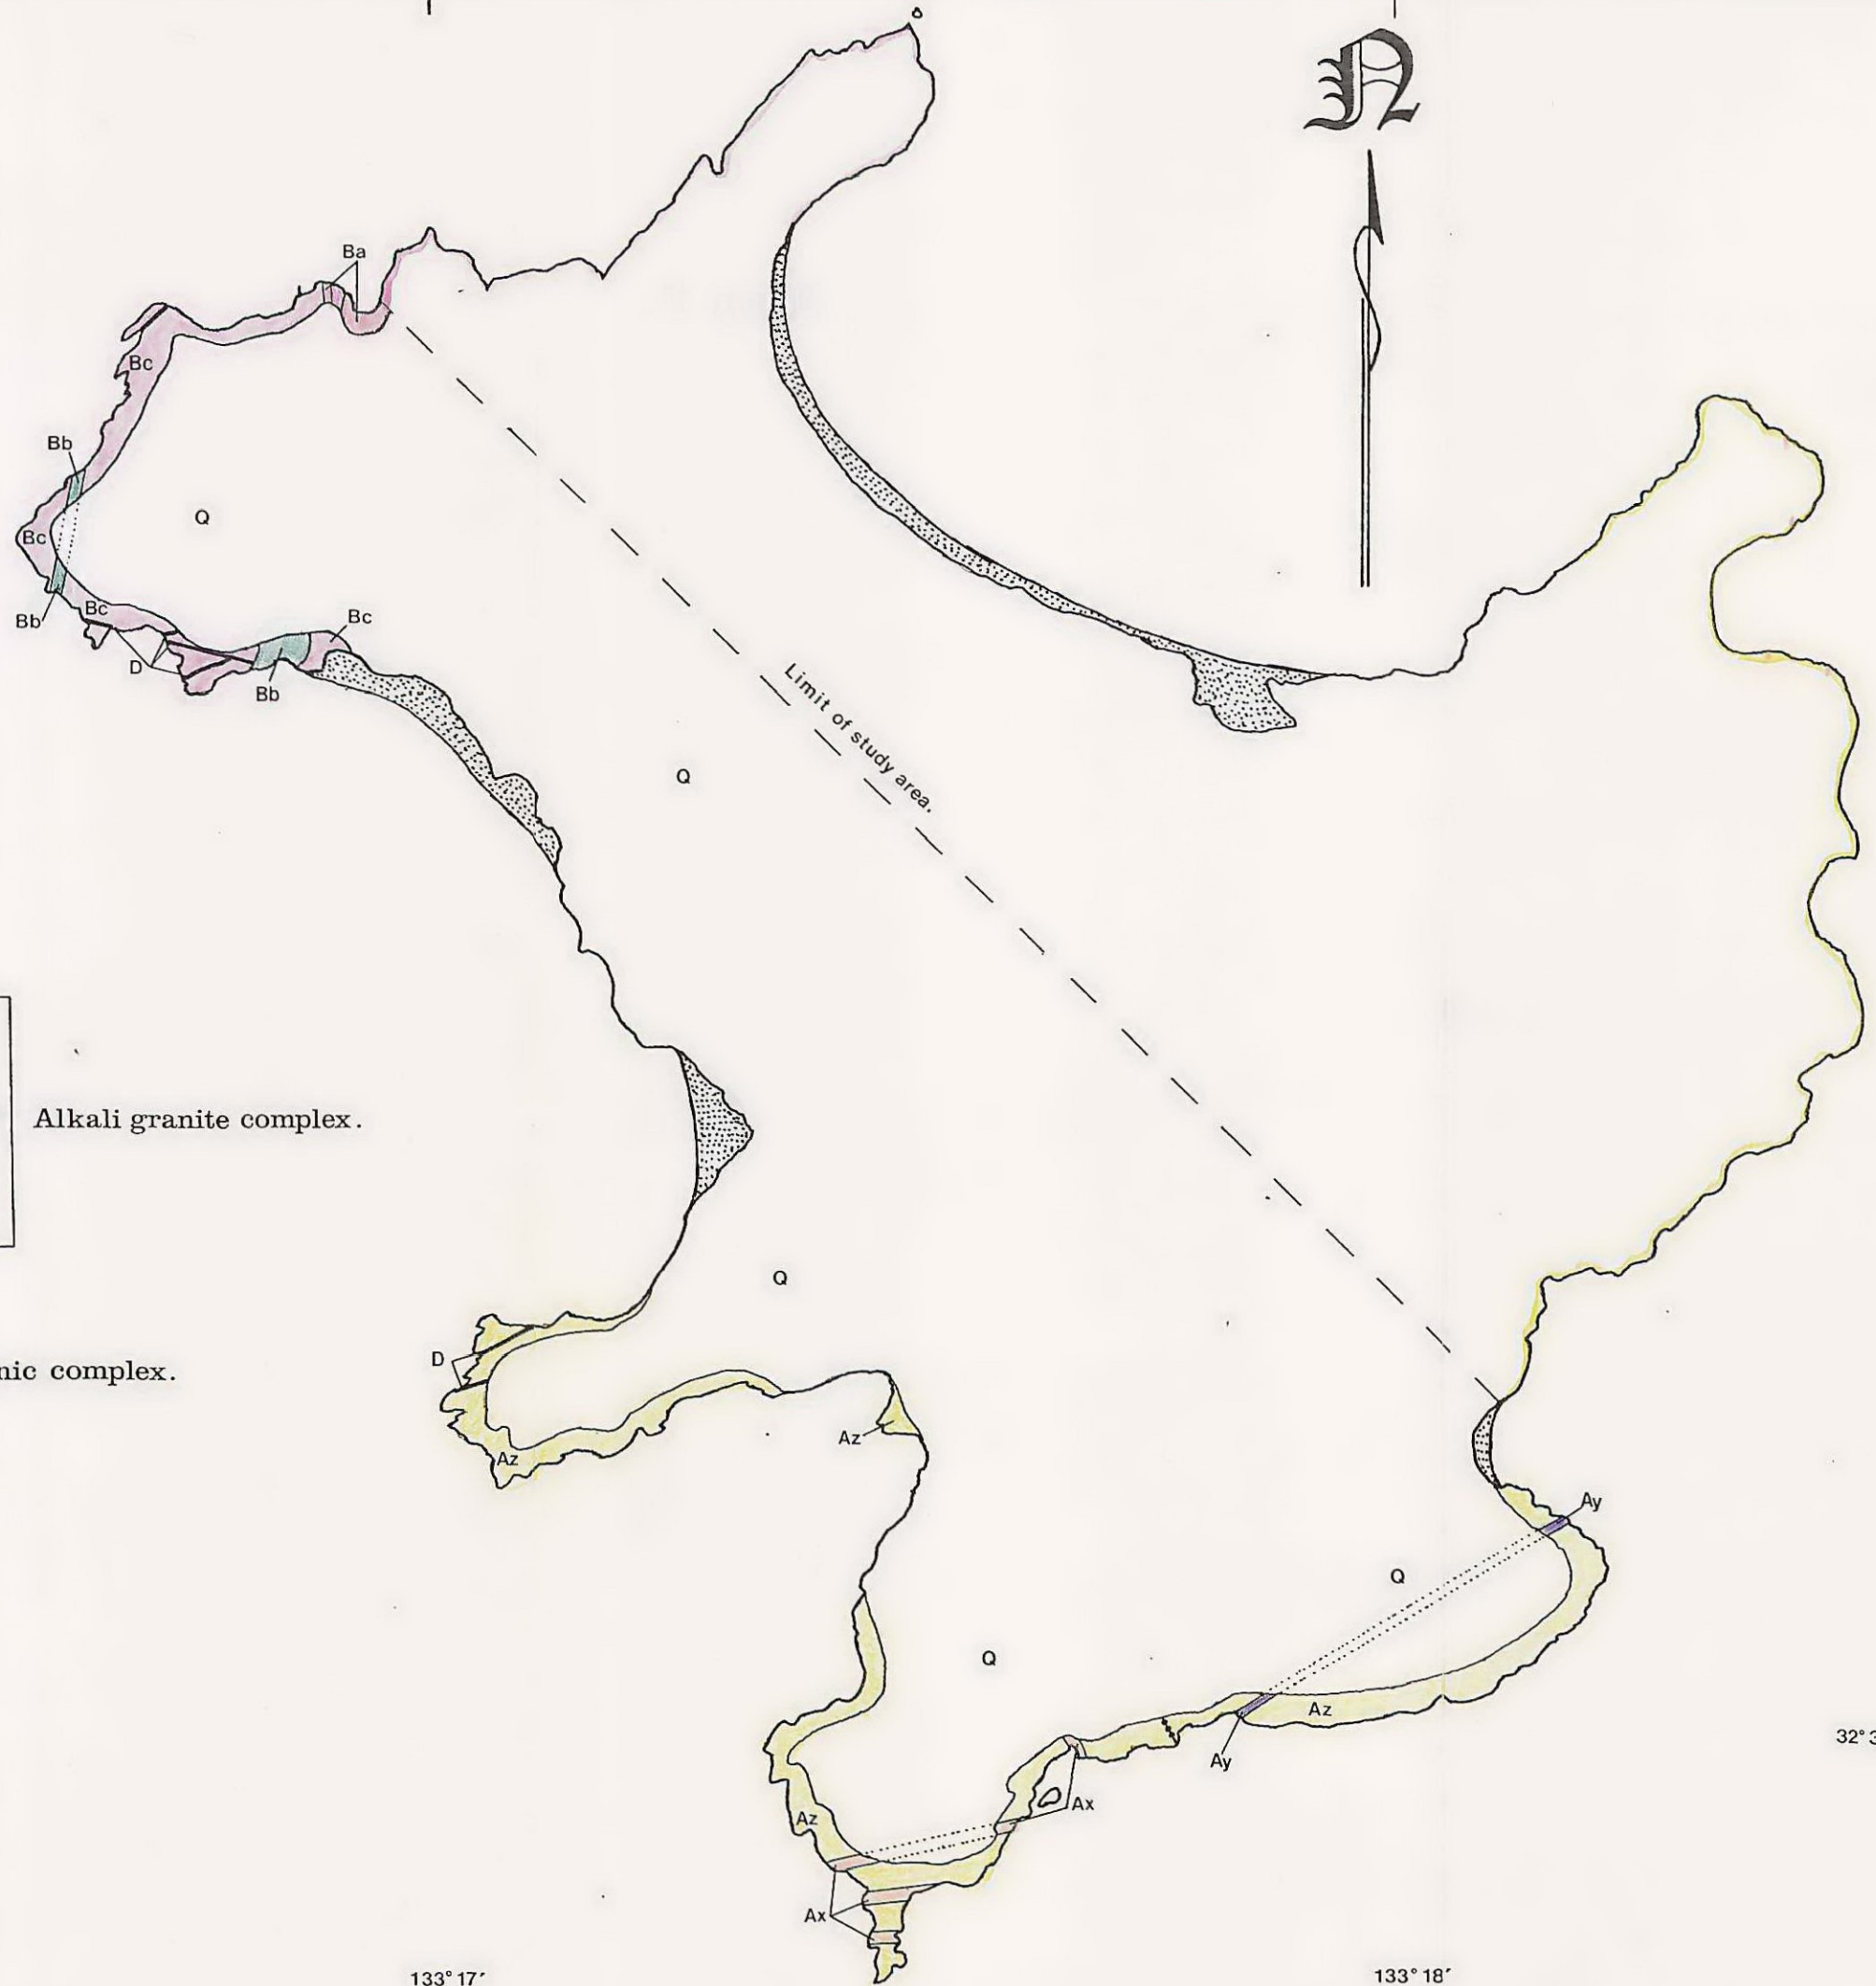 N
Ba
Bc
Bb
Q
Bc
Bb
Bc
Bc
D
Bb
Limit of study area.
Q
Alkali granite complex.
Q
D
nic complex.
Az
Az
Ay
Q
Q
Az
Ay
32° 3
Ax
Az
Ax
133° 17′
133° 18′